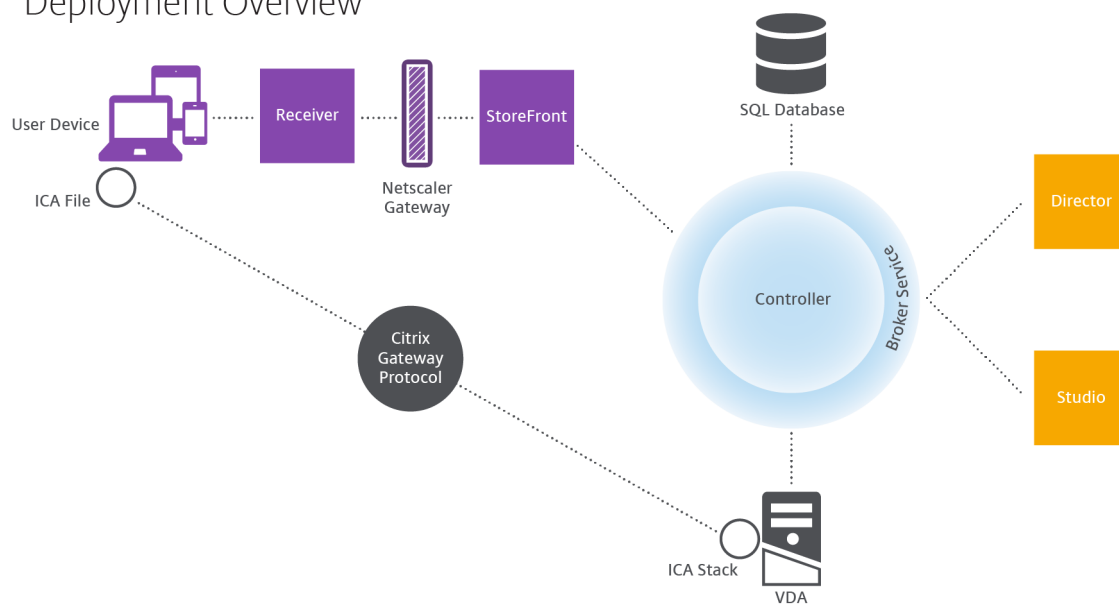 Deployment Overview
SQL Database
User Device
Receiver
StoreFront
Netscaler
Gateway
ICA File
Director
Controller
Broker Service
Citrix
Gateway
Protocol
Studio
ICA Stack
VDA